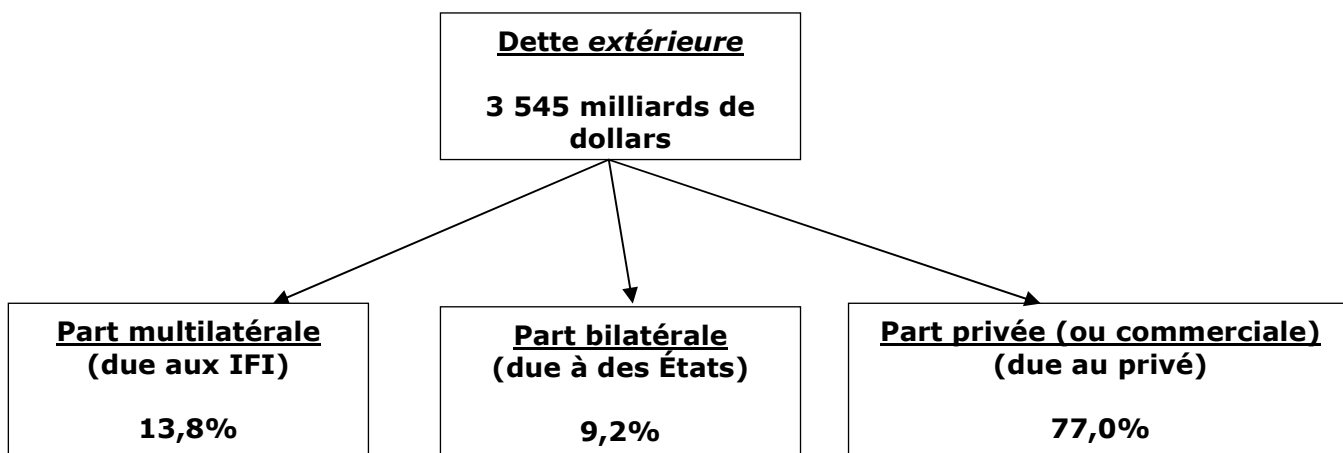 Dette extérieure
3 545 milliards de
dollars
Part multilatérale
(due aux IFI)
13,8%
Part bilatérale
(due à des États)
9,2%
Part privée (ou commerciale)
(due au privé)
77,0%